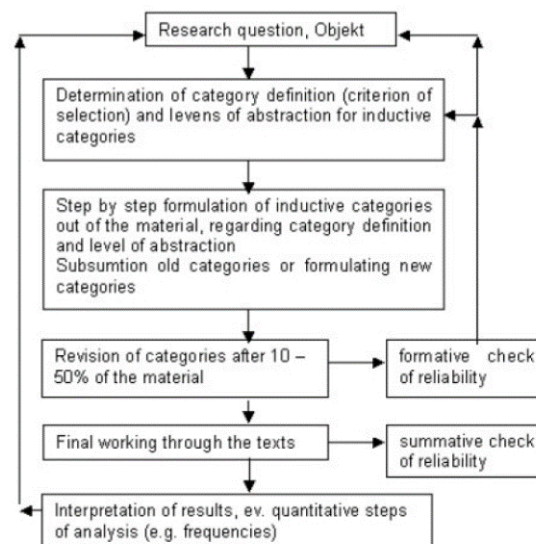 Research question, Objekt
Determination of category definition (criterion of
selection) and levens of abstraction for inductive
categories
Step by step formulation of inductive categories
out of the material, regarding category definition
and level of abstraction
Subsumtion old categories or formulating new
categories
Revision of categories after 10 –
50% of the material
formative check
of reliability
Final working through the texts
summative check
of reliability
Interpretation of results, ev. quantitative steps
of analysis (e.g. frequencies)